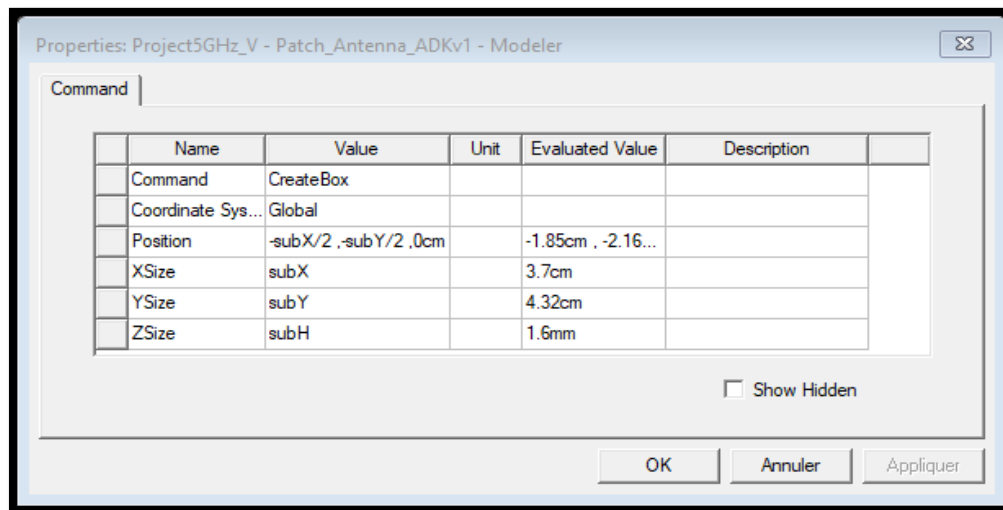 Properties: Project5GHz_V - Patch_Antenna_ADKv1 - Modeler
Command
Name Value Unit Evaluated Value Description
Command CreateBox
Coordinate Sys... Global
Position -subX/2 ,-subY/2 ,0cm -1.85cm , -2.16...
XSize subX 3.7cm
YSize subY 4.32cm
ZSize subH 1.6mm
Show Hidden
OK Annuler Appliquer